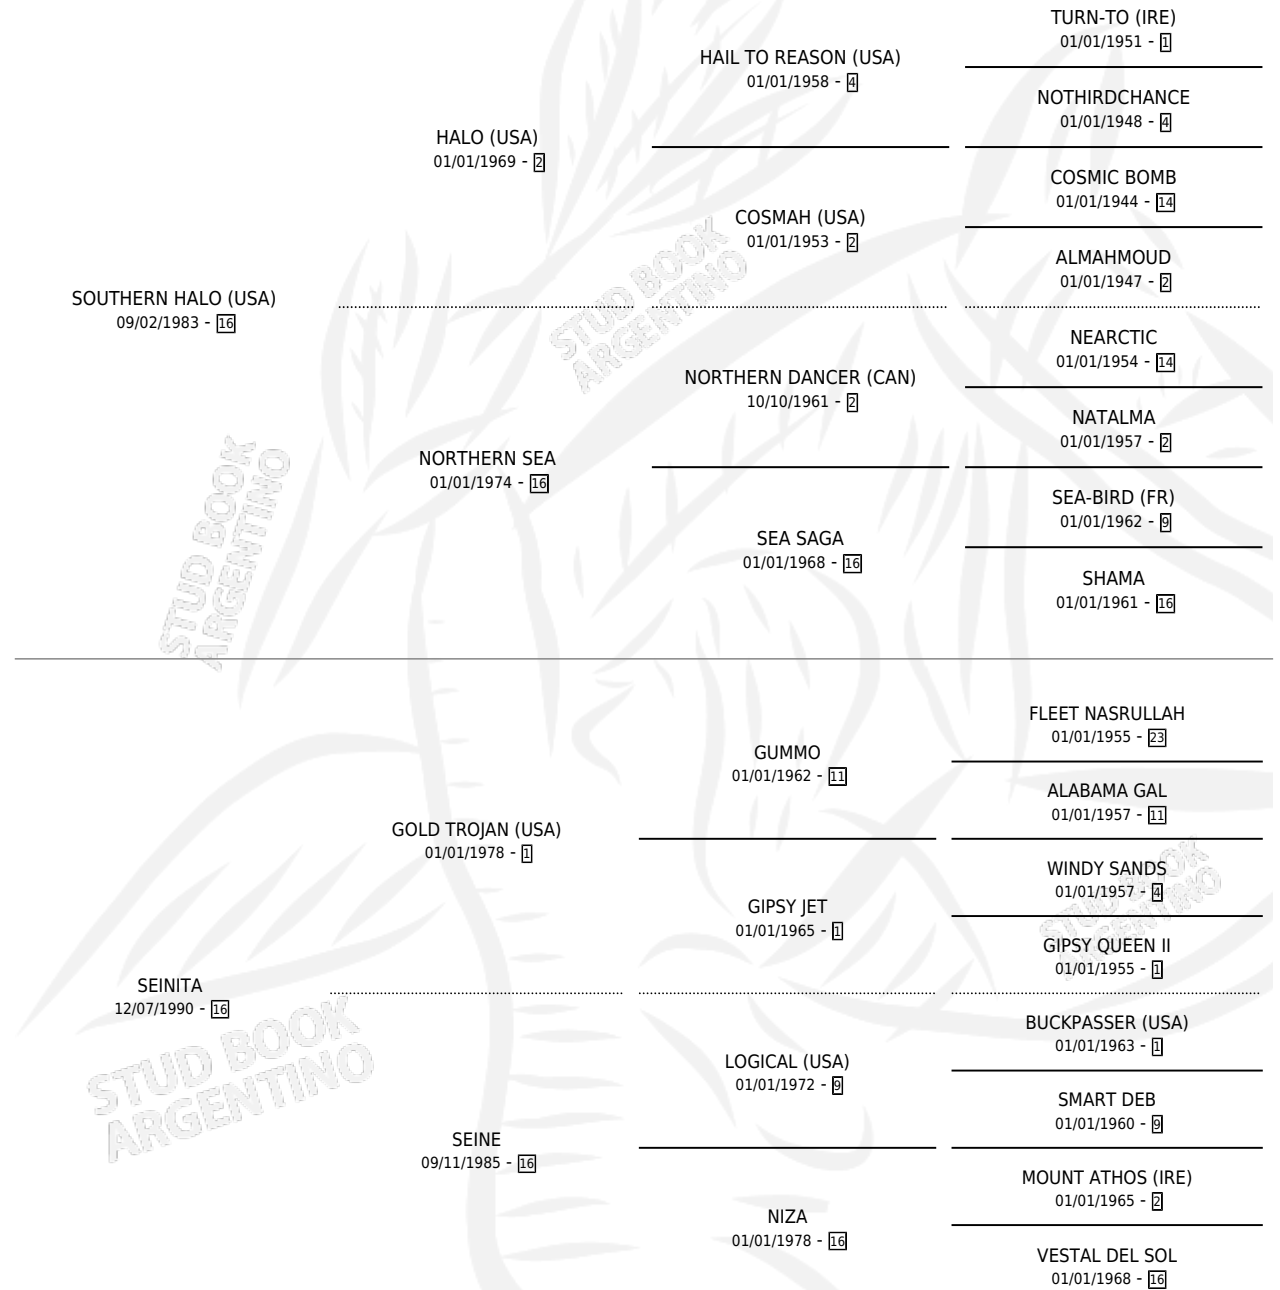 TURN-TO (IRE)
01/01/1951 - 1
HAIL TO REASON (USA)
01/01/1958 - 4
NOTHIRDCHANCE
01/01/1948 - 4
HALO (USA)
01/01/1969 - 2
COSMIC BOMB
01/01/1944 - 14
COSMAH (USA)
01/01/1953 - 2
ALMAHMOUD
01/01/1947 - 2
SOUTHERN HALO (USA)
09/02/1983 - 16
STUD BOOK
ARGENTINO
NEARCTIC
01/01/1954 - 14
NORTHERN DANCER (CAN)
10/10/1961 - 2
NATALMA
01/01/1957 - 2
NORTHERN SEA
01/01/1974 - 16
SEA-BIRD (FR)
01/01/1962 - 9
SEA SAGA
01/01/1968 - 16
SHAMA
01/01/1961 - 16
STUD BOOK
ARGENTINO
FLEET NASRULLAH
01/01/1955 - 23
GUMMO
01/01/1962 - 11
ALABAMA GAL
01/01/1957 - 11
GOLD TROJAN (USA)
01/01/1978 - 1
WINDY SANDS
01/01/1957 - 4
GIPSY JET
01/01/1965 - 1
STUD BOOK
ARGENTINO
GIPSY QUEEN II
01/01/1955 - 1
SEINITA
12/07/1990 - 16
STUD BOOK
ARGENTINO
BUCKPASSER (USA)
01/01/1963 - 1
LOGICAL (USA)
01/01/1972 - 9
SMART DEB
01/01/1960 - 9
SEINE
09/11/1985 - 16
MOUNT ATHOS (IRE)
01/01/1965 - 2
NIZA
01/01/1978 - 16
VESTAL DEL SOL
01/01/1968 - 16